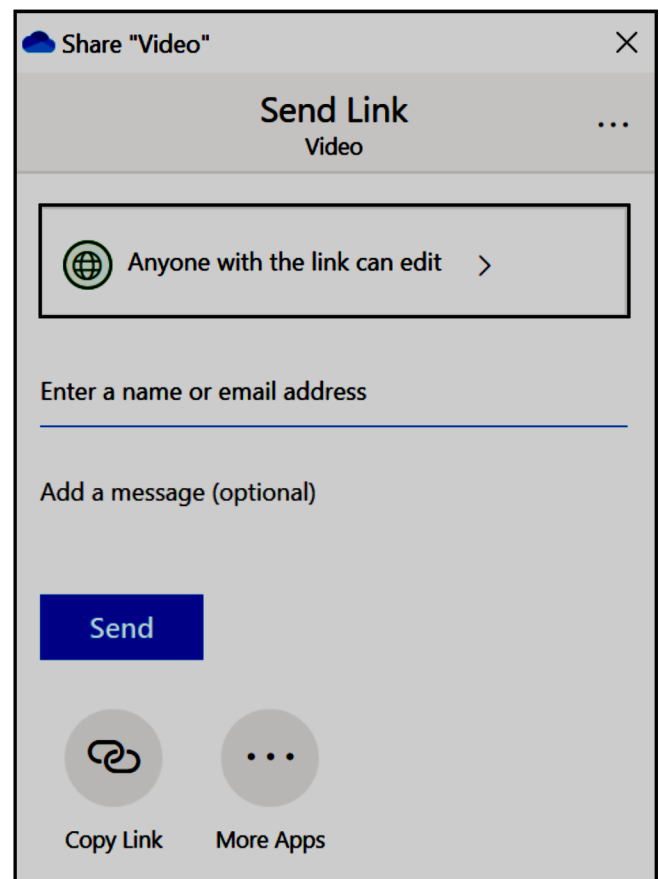 Share "Video"
Send Link
Video
Anyone with the link can edit
Enter a name or email address
Add a message (optional)
Send
Copy Link
More Apps